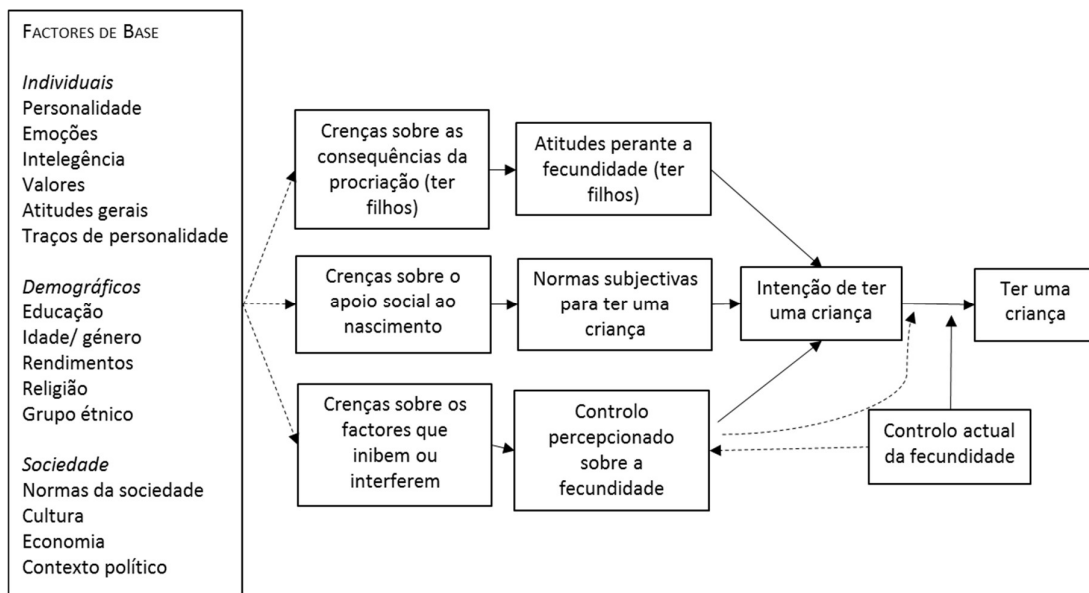 FACTORES DE BASE
Individuais
Personalidade
Emoções
Intelegência
Valores
Atitudes gerais
Traços de personalidade
Demográficos
Educação
Idade/ género
Rendimentos
Religião
Grupo étnico
Sociedade
Normas da sociedade
Cultura
Economia
Contexto político
Crenças sobre as
consequências da
procriação (ter
filhos)
Atitudes perante a
fecundidade (ter
filhos)
Crenças sobre o
apoio social ao
nascimento
Normas subjectivas
para ter uma
criança
Intenção de ter
uma criança
Ter uma
criança
Crenças sobre os
factores que
inibem ou
interferem
Controlo
percepcionado
sobre a
fecundidade
Controlo actual
da fecundidade